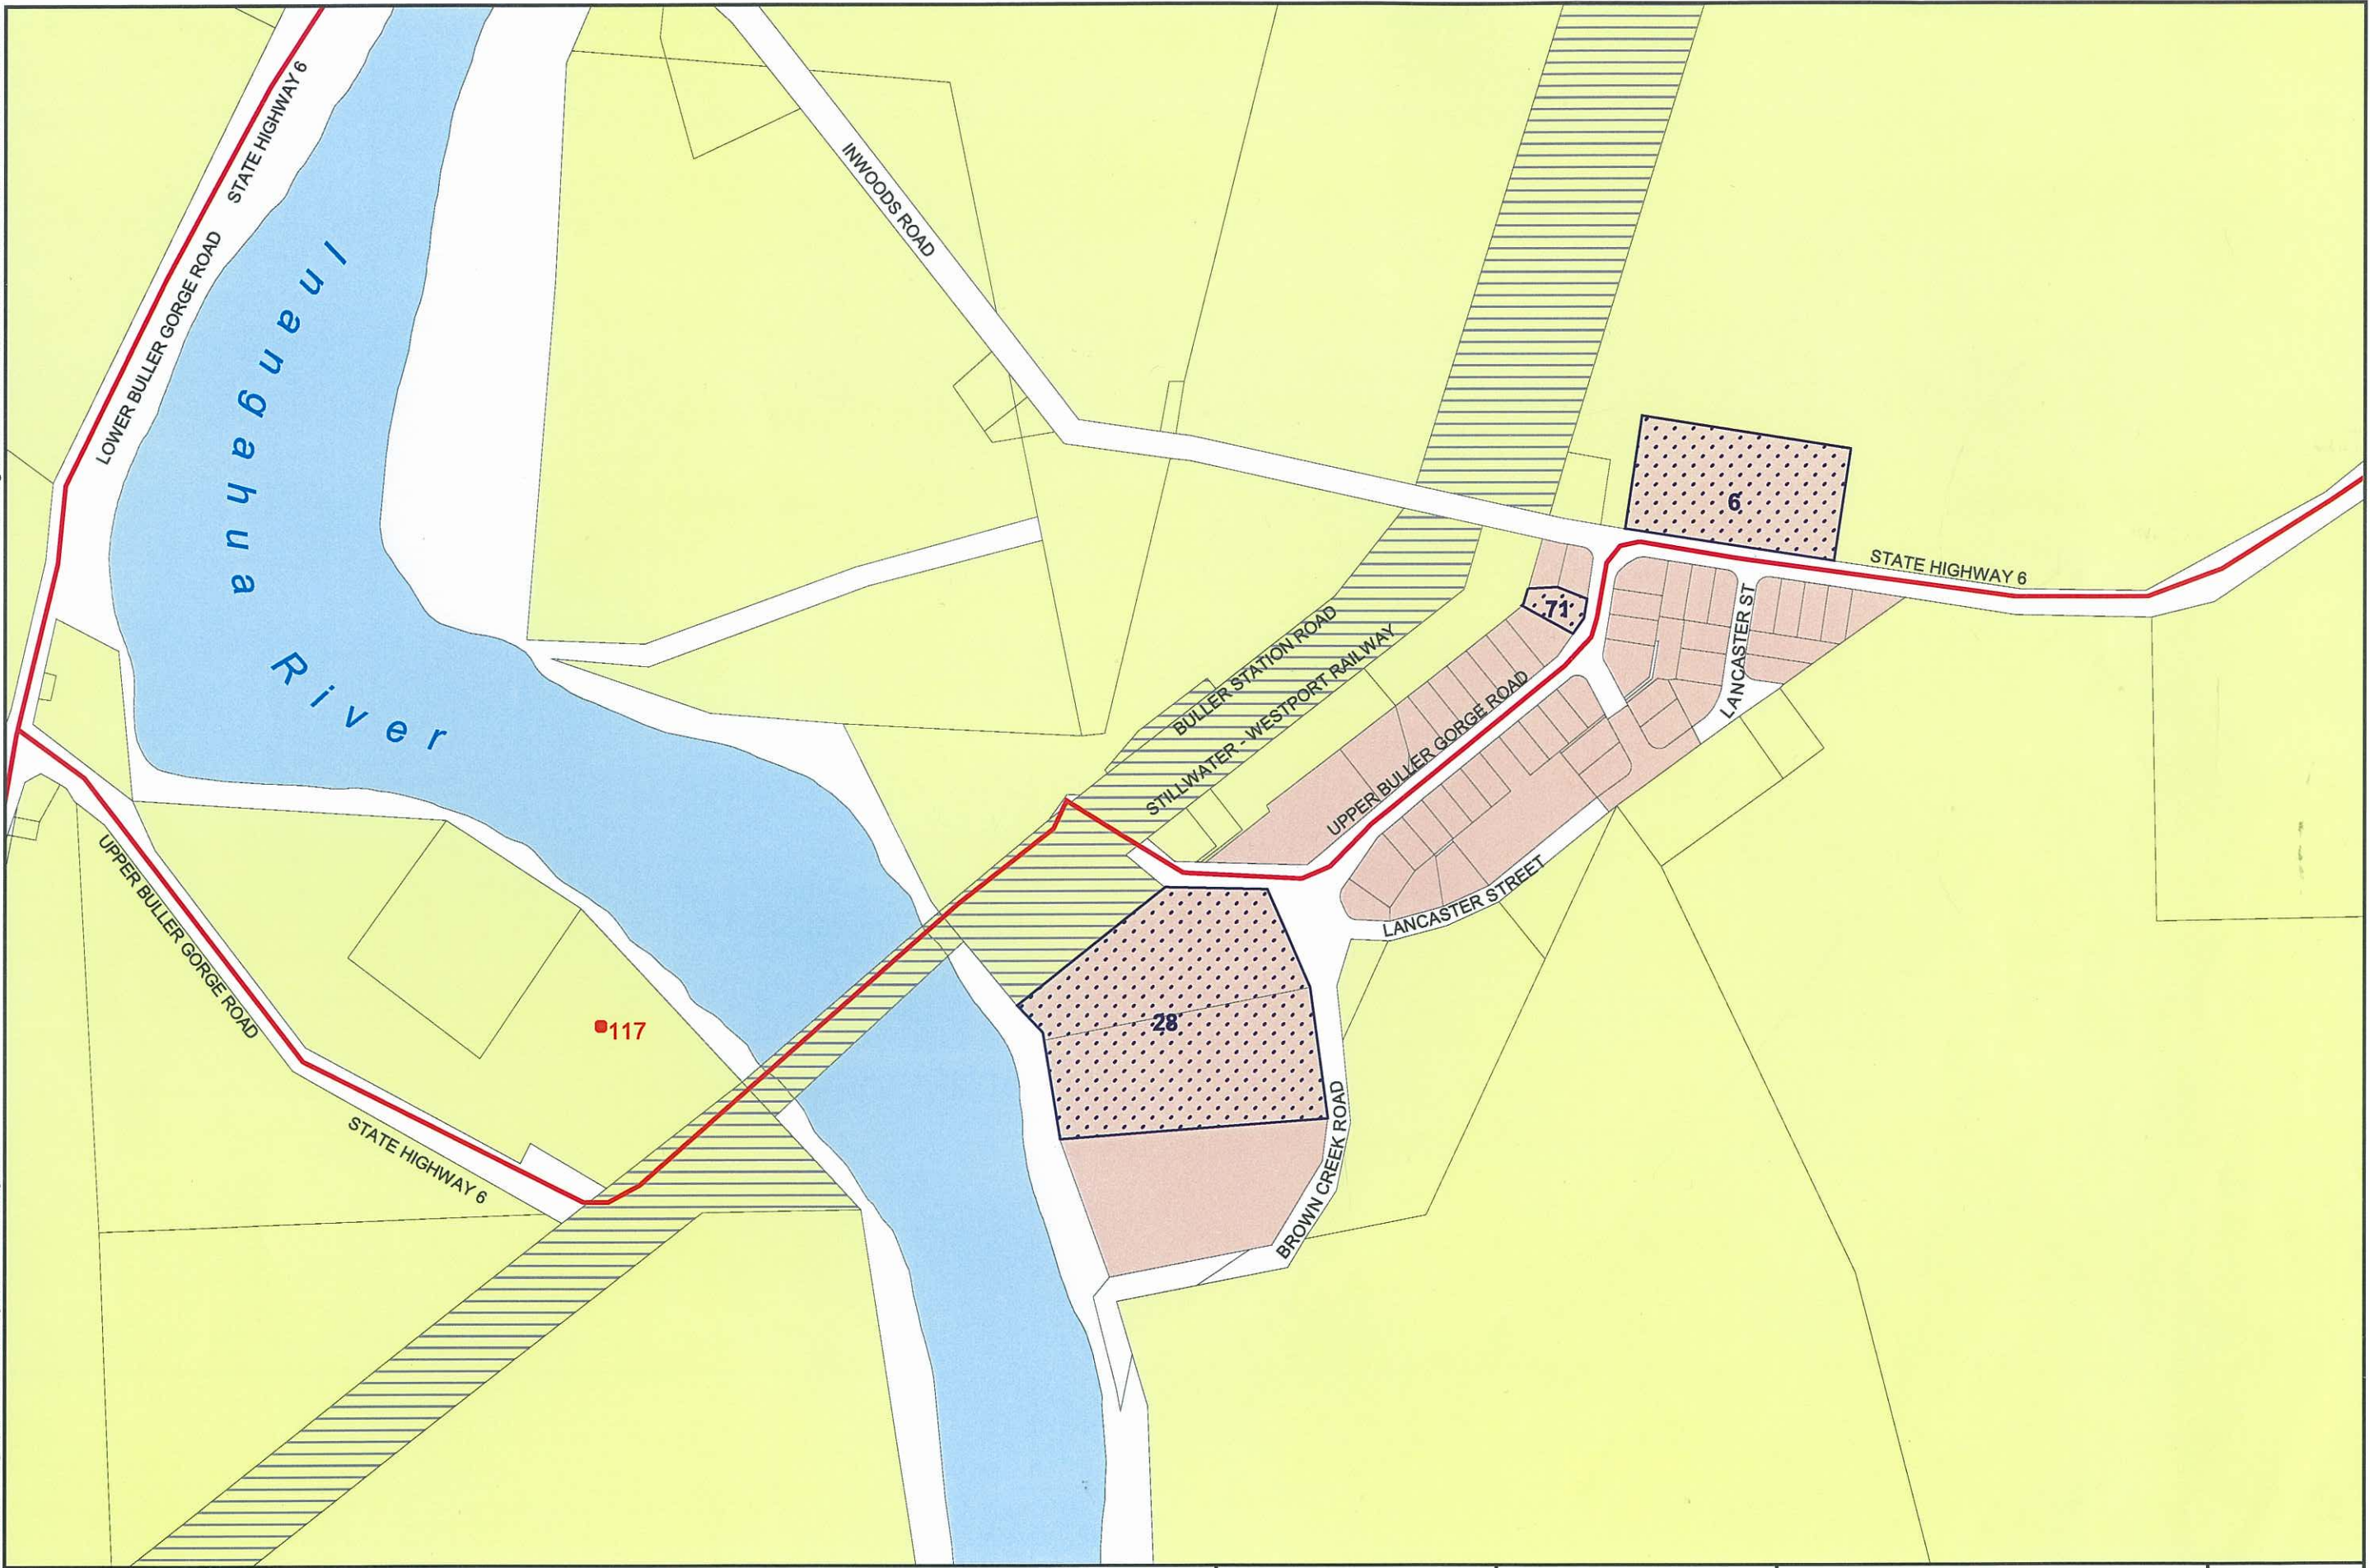 STATE HIGHWAY 6
LOWER BULLER GORGE ROAD
INWOODS ROAD
Inangahua River
6
STATE HIGHWAY 6
71
LANCASTER ST
BULLER STATION ROAD
STILLWATER - WESTPORT RAILWAY
UPPER BULLER GORGE ROAD
LANCASTER STREET
UPPER BULLER GORGE ROAD
117
28
STATE HIGHWAY 6
BROWN CREEK ROAD